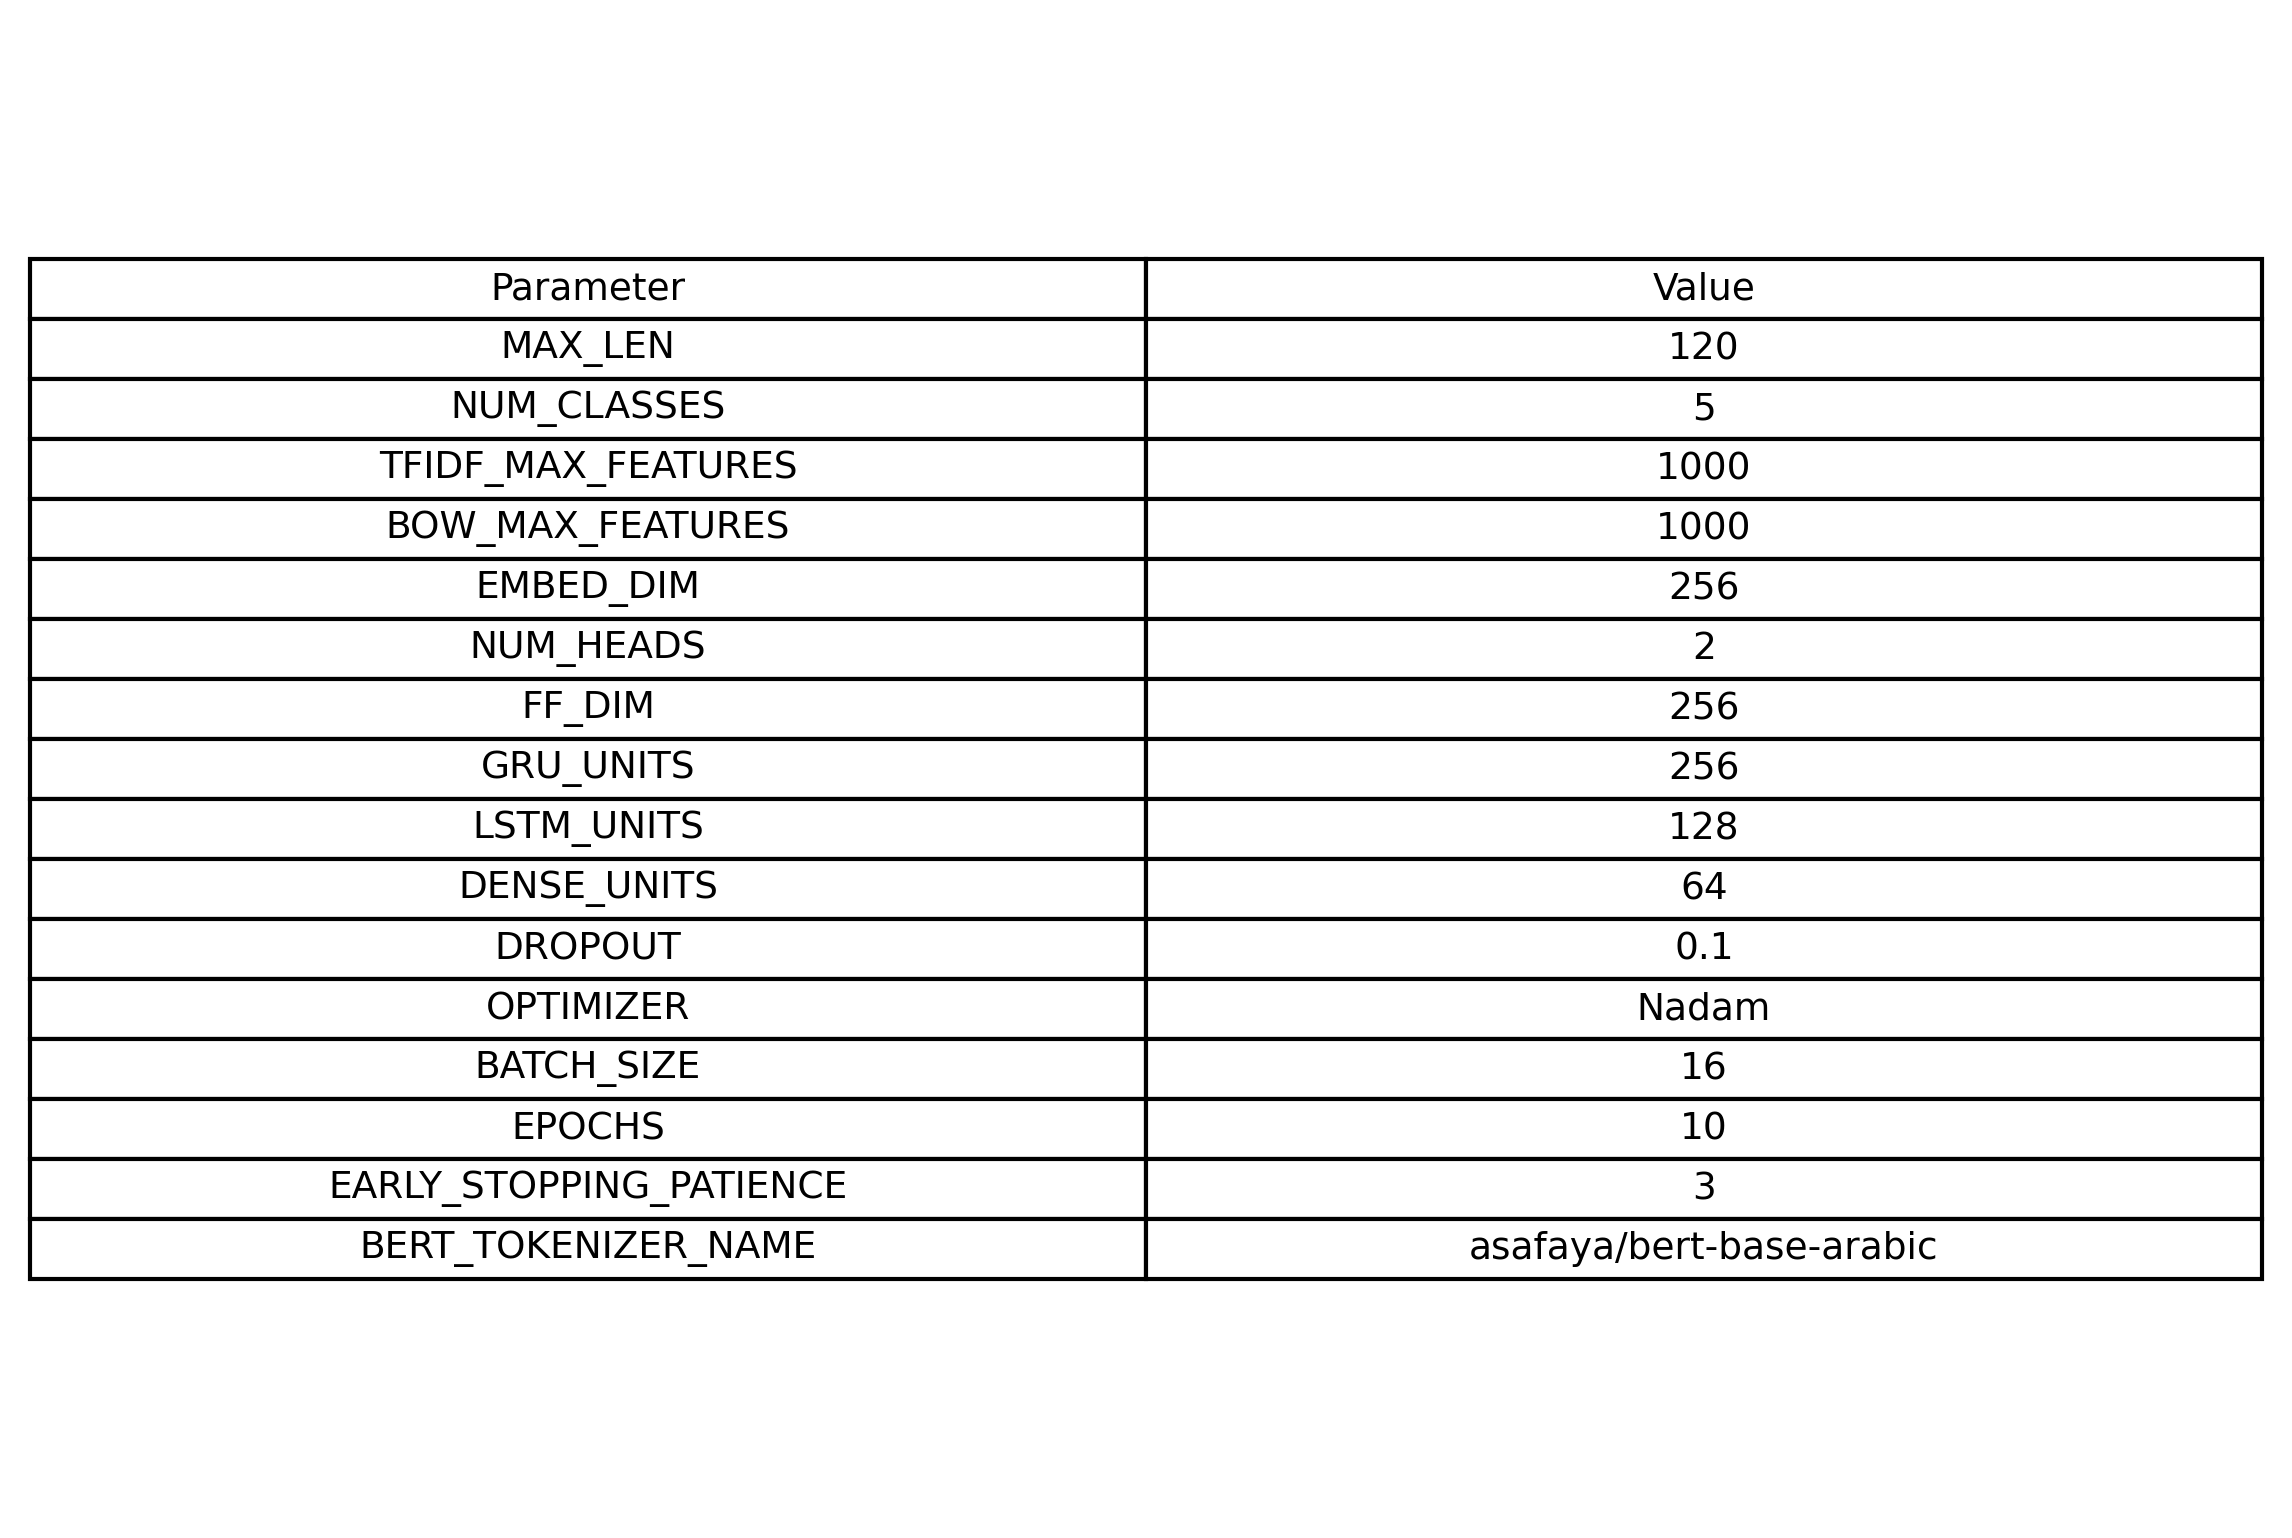 Parameter Value
MAX_LEN 120
NUM_CLASSES 5
TFIDF_MAX_FEATURES 1000
BOW_MAX_FEATURES 1000
EMBED_DIM 256
NUM_HEADS 2
FF_DIM 256
GRU_UNITS 256
LSTM_UNITS 128
DENSE_UNITS 64
DROPOUT 0.1
OPTIMIZER Nadam
BATCH_SIZE 16
EPOCHS 10
EARLY_STOPPING_PATIENCE 3
BERT_TOKENIZER_NAME asafaya/bert-base-arabic